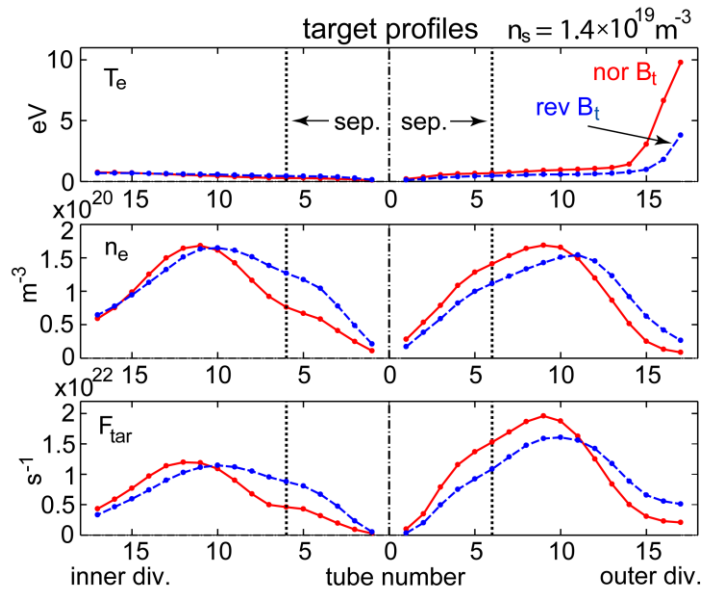 target profiles n_s = 1.4×10^19 m^-3
10
T_e
nor B_t
eV
5
rev B_t
sep. sep.
0
15 10 5 0 5 10 15
x10^20
2
n_e
1.5
m^-3
1
0.5
0
15 10 5 0 5 10 15
x10^22
2
F_tar
1.5
s^-1
1
0.5
0
15 10 5 0 5 10 15
inner div. tube number outer div.